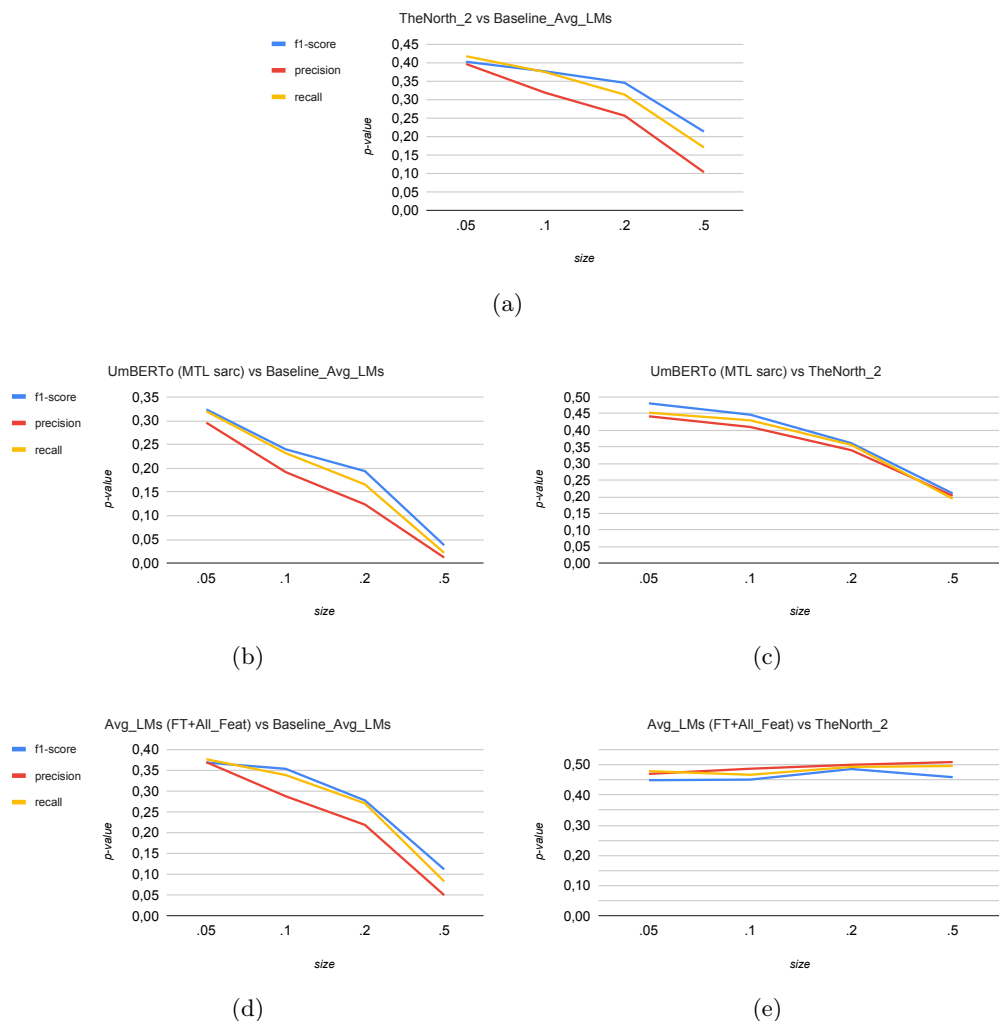 TheNorth_2 vs Baseline_Avg_LMs
f1-score
precision
recall
p-value
0,45
0,40
0,35
0,30
0,25
0,20
0,15
0,10
0,05
0,00
.05 .1 .2 .5
size
(a)
UmBERTo (MTL sarc) vs Baseline_Avg_LMs
f1-score
precision
recall
p-value
0,35
0,30
0,25
0,20
0,15
0,10
0,05
0,00
.05 .1 .2 .5
size
(b)
UmBERTo (MTL sarc) vs TheNorth_2
p-value
0,50
0,45
0,40
0,35
0,30
0,25
0,20
0,15
0,10
0,05
0,00
.05 .1 .2 .5
size
(c)
Avg_LMs (FT+All_Feat) vs Baseline_Avg_LMs
f1-score
precision
recall
p-value
0,40
0,35
0,30
0,25
0,20
0,15
0,10
0,05
0,00
.05 .1 .2 .5
size
(d)
Avg_LMs (FT+All_Feat) vs TheNorth_2
p-value
0,50
0,40
0,30
0,20
0,10
0,00
.05 .1 .2 .5
size
(e)